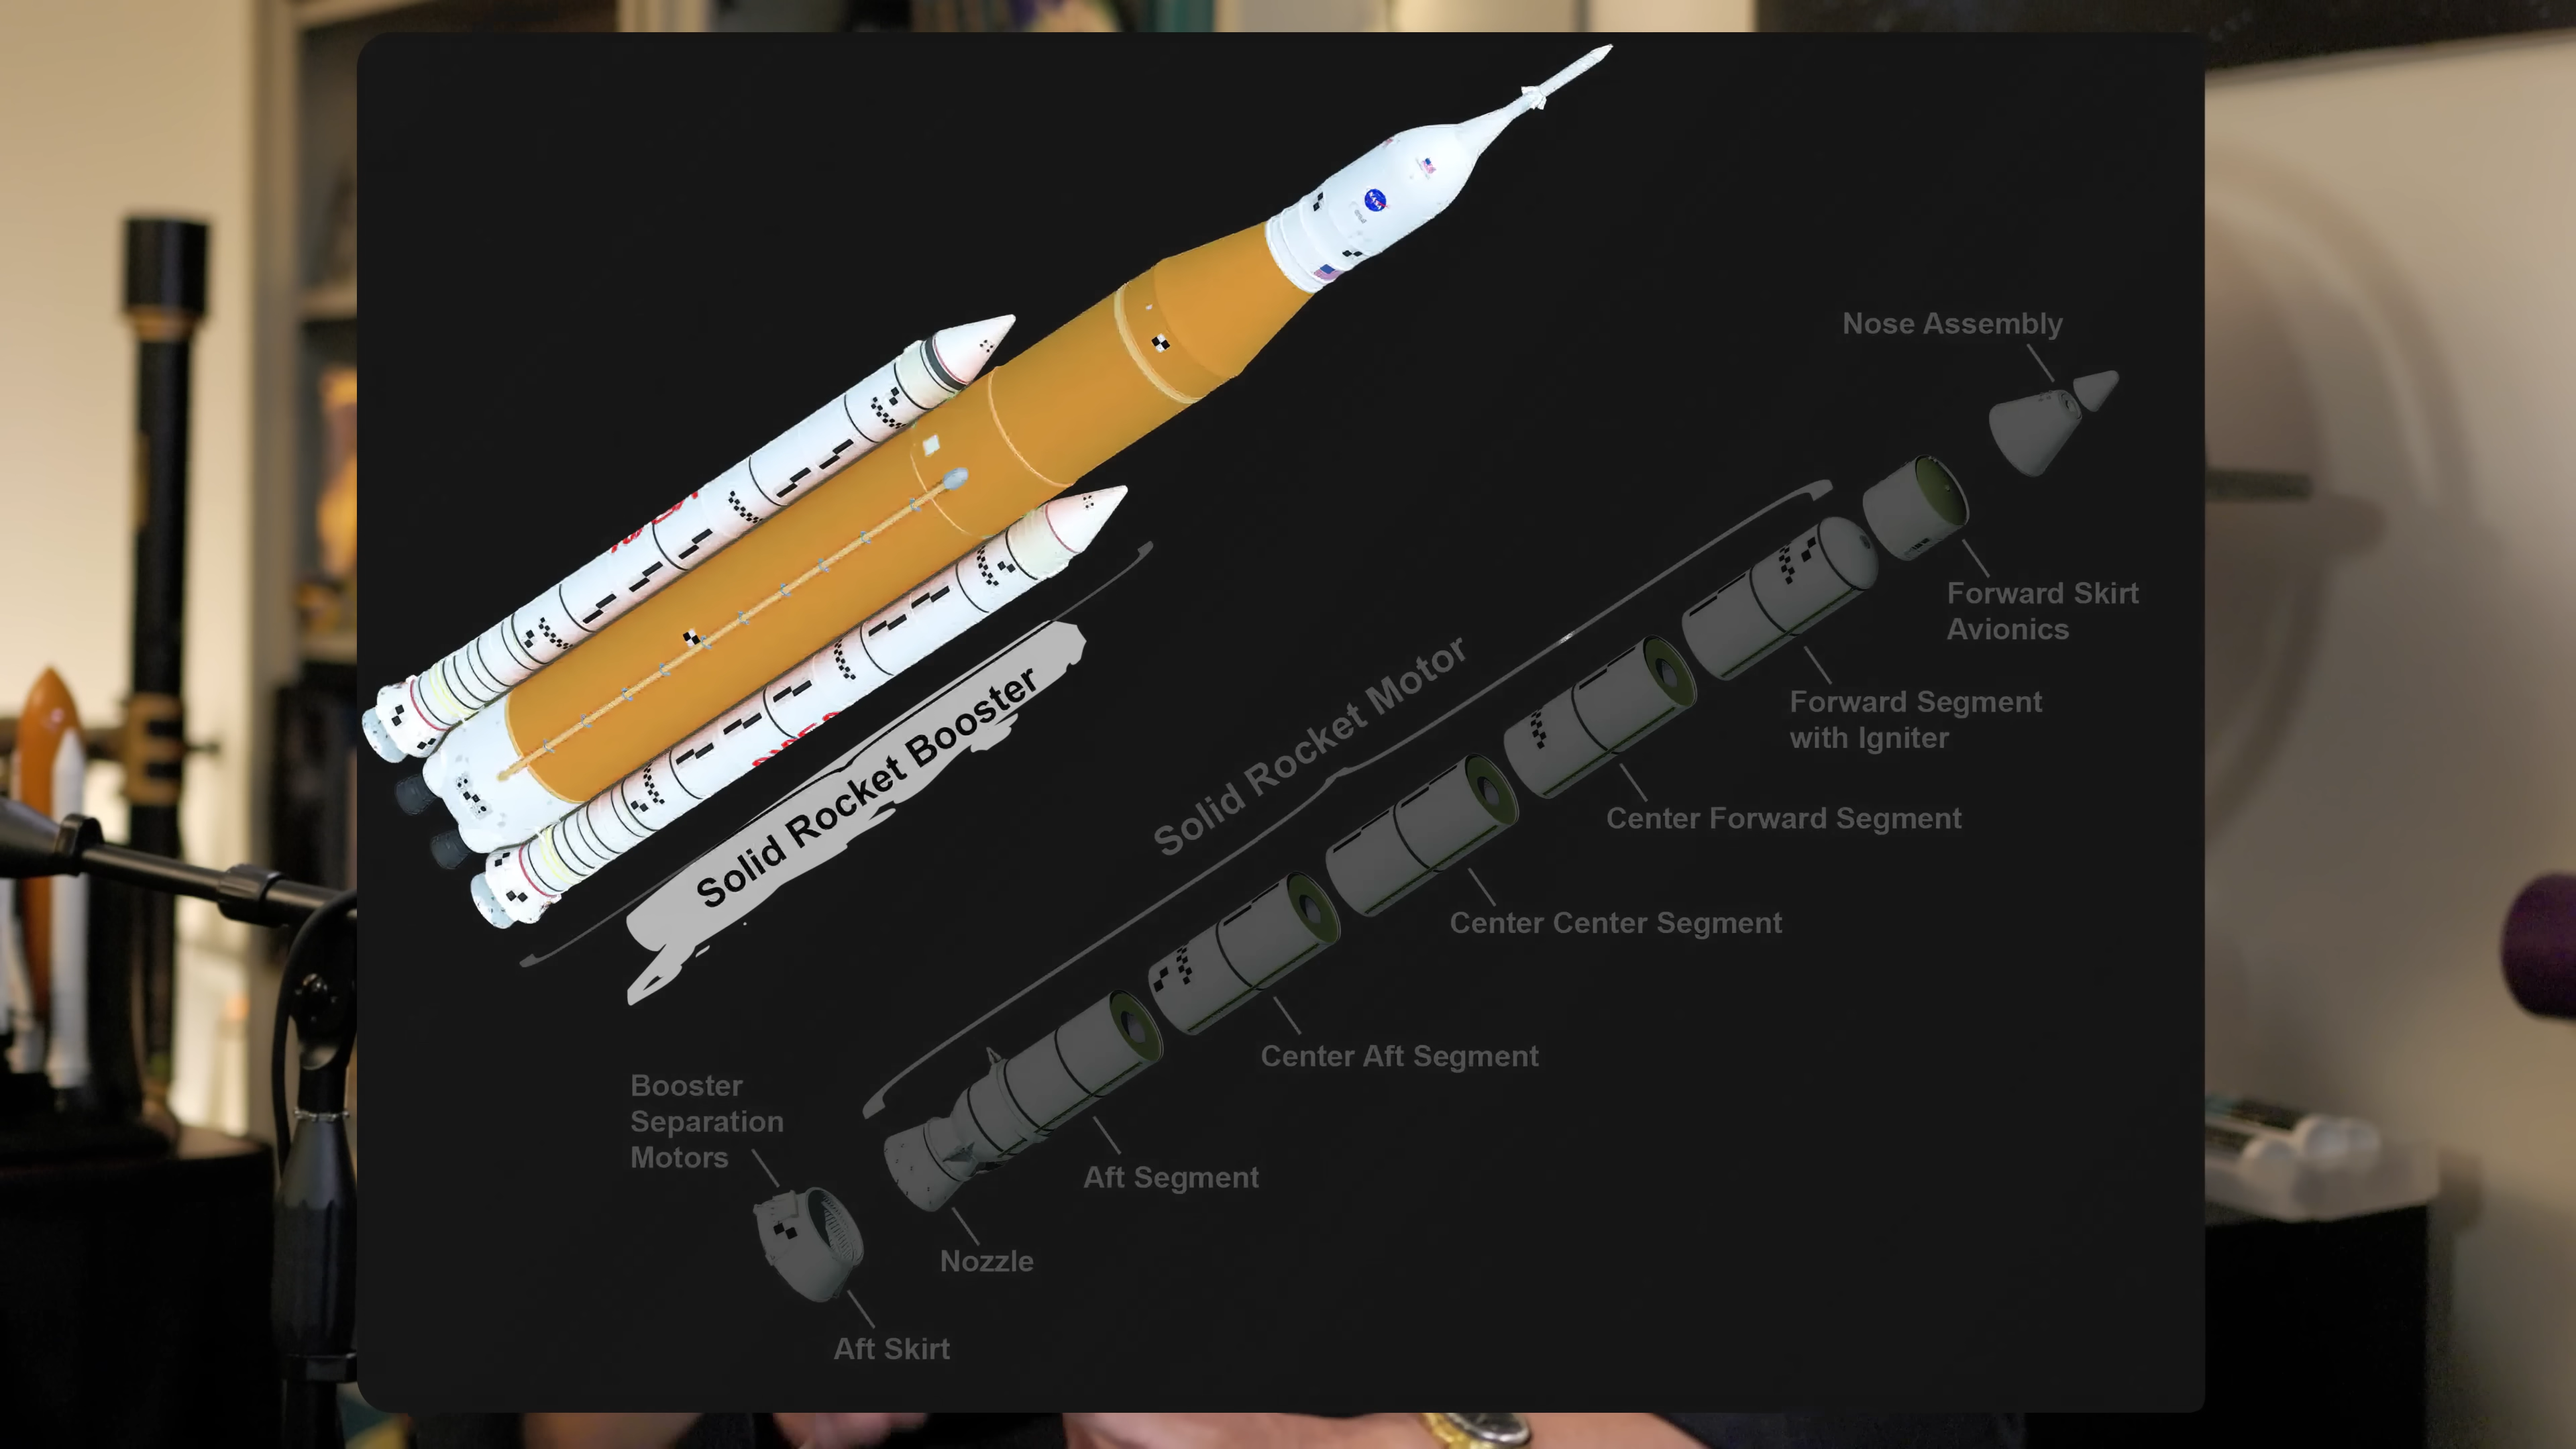 Nose Assembly
Forward Skirt
Avionics
Forward Segment
with Igniter
Center Forward Segment
Center Center Segment
Center Aft Segment
Aft Segment
Nozzle
Aft Skirt
Booster
Separation
Motors
Solid Rocket Motor
Solid Rocket Booster
NASA